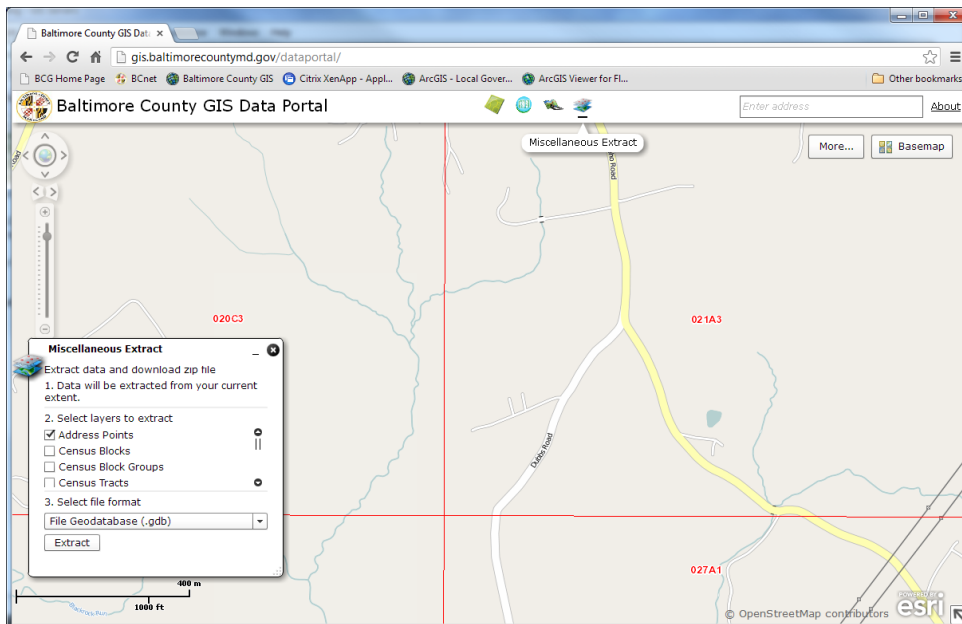 Baltimore County GIS Dat
gis.baltimorecountymd.gov/dataportal/
BCG Home Page
BCnet
Baltimore County GIS
Citrix XenApp - Appl...
ArcGIS - Local Gover...
ArcGIS Viewer for Fl...
Other bookmarks
Baltimore County GIS Data Portal
Enter address
About
Miscellaneous Extract
More...
Basemap
Road
020C3
021A3
Dubbs Road
Miscellaneous Extract
Extract data and download zip file
1. Data will be extracted from your current
extent.
2. Select layers to extract
Address Points
Census Blocks
Census Block Groups
Census Tracts
3. Select file format
File Geodatabase (.gdb)
Extract
027A1
400 m
1000 ft
© OpenStreetMap contributors
POWERED BY
esri